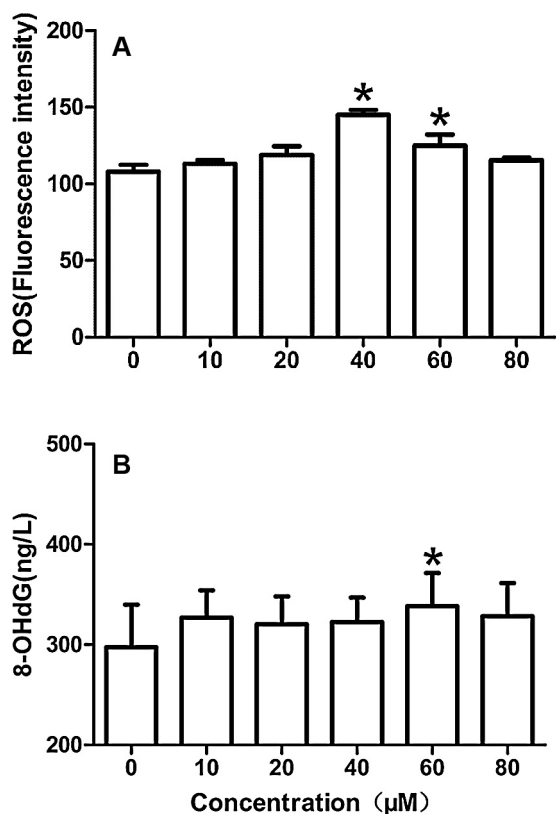 A
ROS(Fluorescence intensity)
200
150
100
50
0
* *
0 10 20 40 60 80
B
8-OHdG(ng/L)
500
400
300
200
*
0 10 20 40 60 80
Concentration（μM）